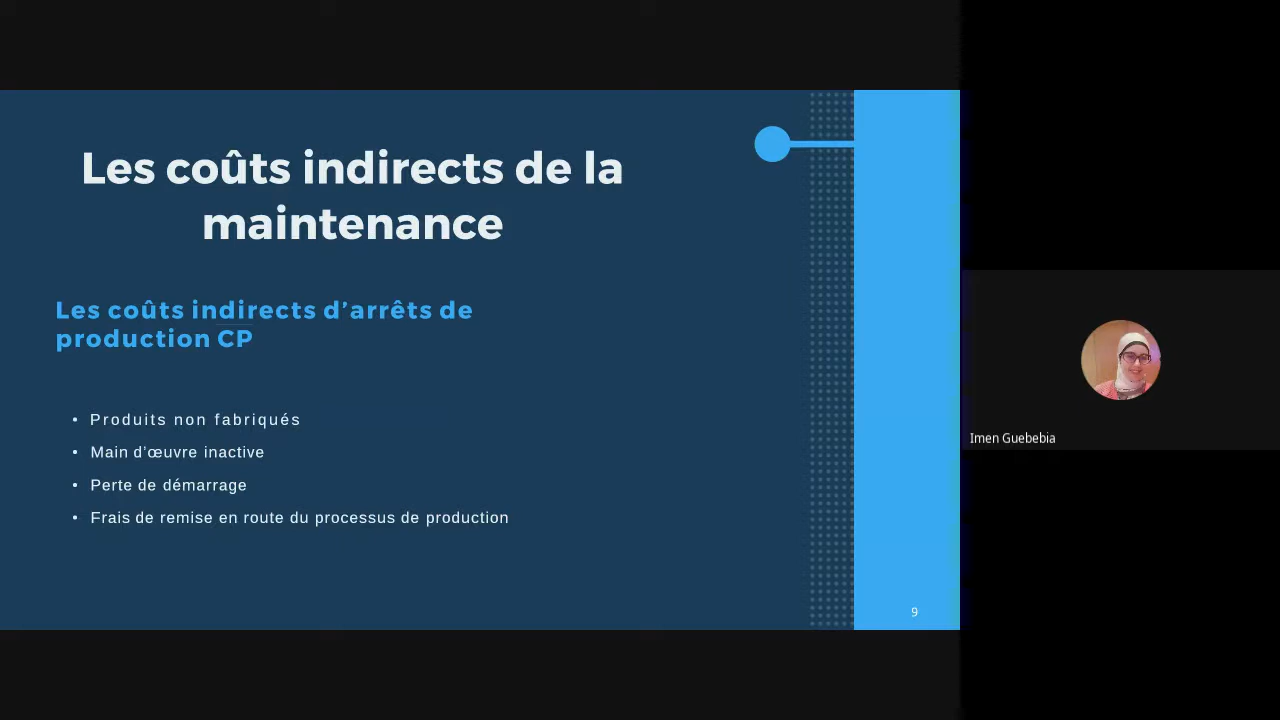 Les coûts indirects de la
maintenance
Les coûts indirects d’arrêts de
production CP
• Produits non fabriqués
• Main d’œuvre inactive
• Perte de démarrage
• Frais de remise en route du processus de production
9
Imen Guebebia